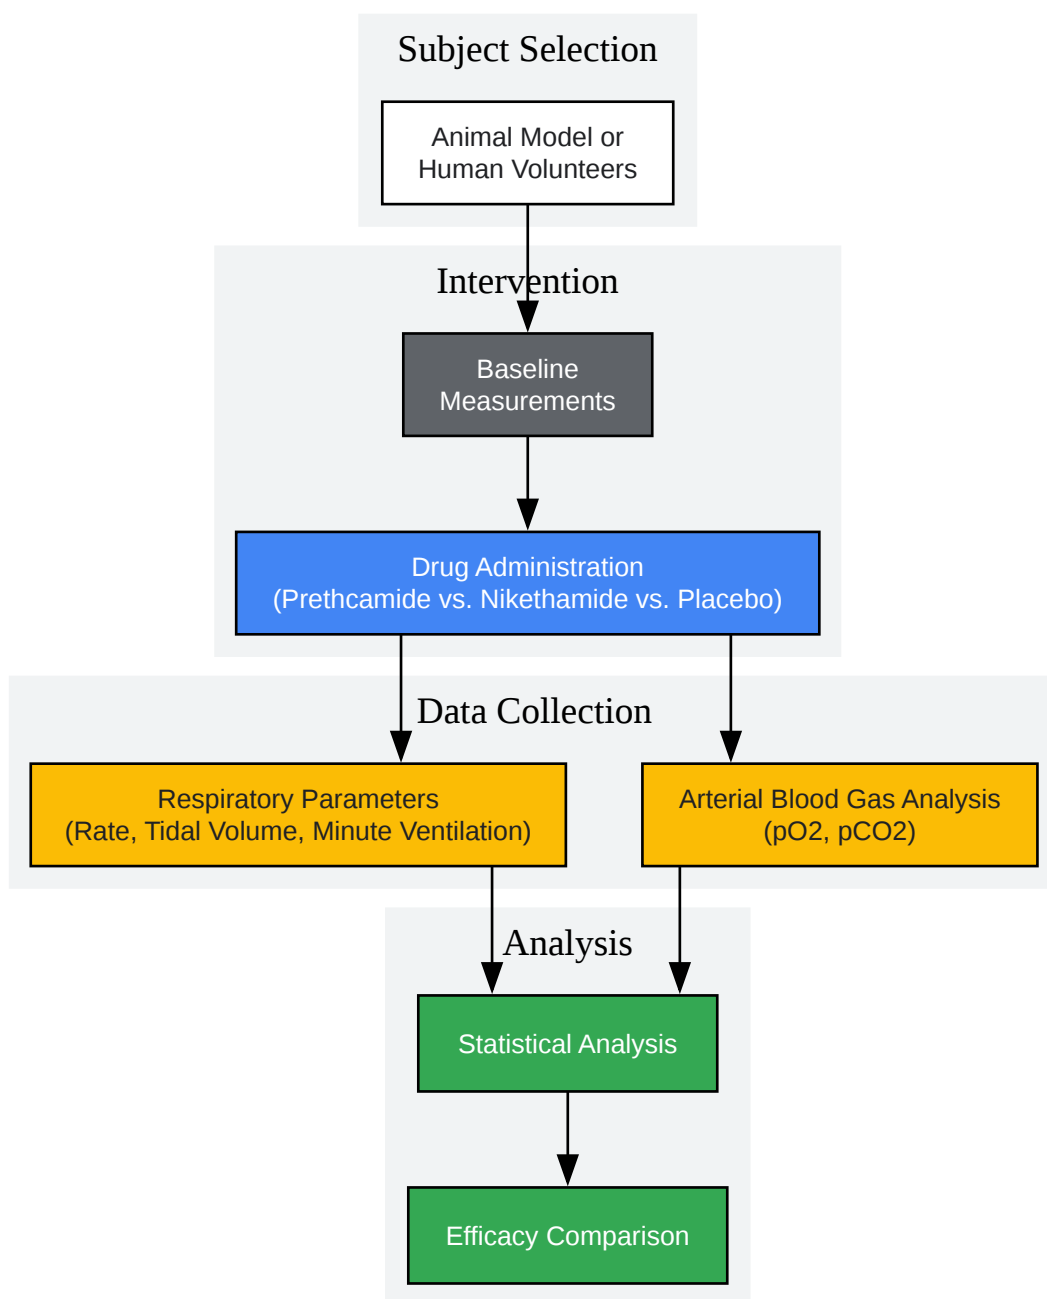 Subject Selection
Animal Model or
Human Volunteers
Intervention
Baseline
Measurements
Drug Administration
(Prethcamide vs. Nikethamide vs. Placebo)
Data Collection
Respiratory Parameters
(Rate, Tidal Volume, Minute Ventilation)
Arterial Blood Gas Analysis
(pO2, pCO2)
Analysis
Statistical Analysis
Efficacy Comparison